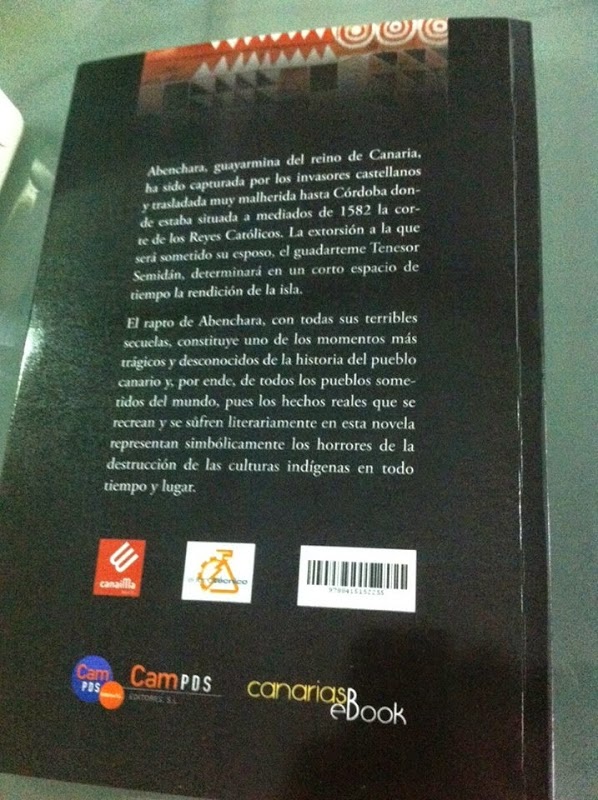 Abenchara, guayarmina del reino de Canaria,
ha sido capturada por los invasores castellanos
y trasladada muy malherida hasta Córdoba don-
de estaba situada a mediados de 1582 la cor-
te de los Reyes Católicos. La extorsión a la que
será sometido su esposo, el guadarteme Tenesor
Semidán, determinará en un corto espacio de
tiempo la rendición de la isla.
El rapto de Abenchara, con todas sus terribles
secuelas, constituye uno de los momentos más
trágicos y desconocidos de la historia del pueblo
canario y, por ende, de todos los pueblos some-
tidos del mundo, pues los hechos reales que se
recrean y se súfren literariamente en esta novela
representan simbólicamente los horrores de la
destrucción de las culturas indígenas en todo
tiempo y lugar.
canaima
técnico
9788415152255
Cam
PDS
CamPDS
EDITORES, S.L.
canarias
eBook